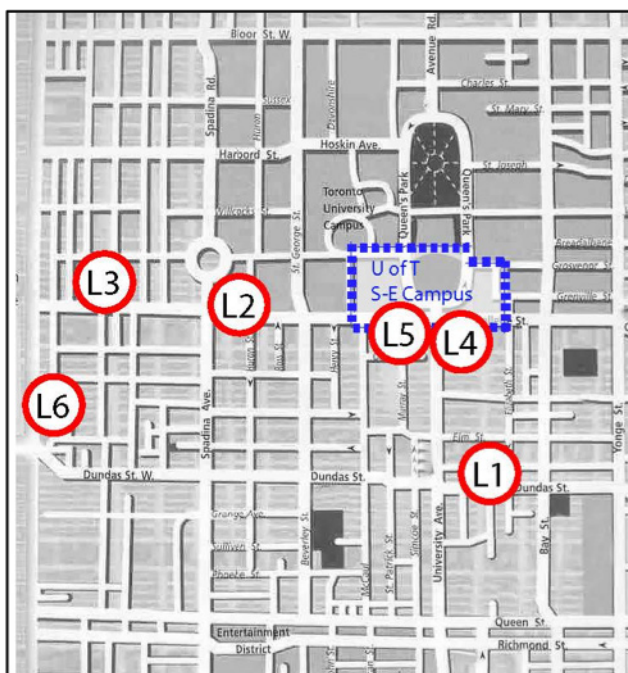 Bloor St. W.
Avenue Rd.
Spadina Rd.
Sussex
Huron
Devonshire
Charles St.
St. Mary St.
Harbord St.
Hoskin Ave.
St. Joseph
Toronto
University
Campus
Queen's Park
Queen's Park
Willcocks St.
St. George St.
Breadalbane
Grosvenor St.
Grenville St.
U of T
S-E Campus
L3
L2
L5
L4
Huron St.
Ross St.
Henry St.
Murray St.
Elizabeth St.
L6
Spadina Ave.
Elm St.
Yonge St.
L1
Dundas St. W.
Dundas St.
Dundas St.
Grange Ave.
Sullivan St.
Phoebe St.
Beverley St.
McCaul
St. Patrick St.
Simcoe St.
University Ave.
Bay St.
Queen St.
Entertainment
District
Richmond St.